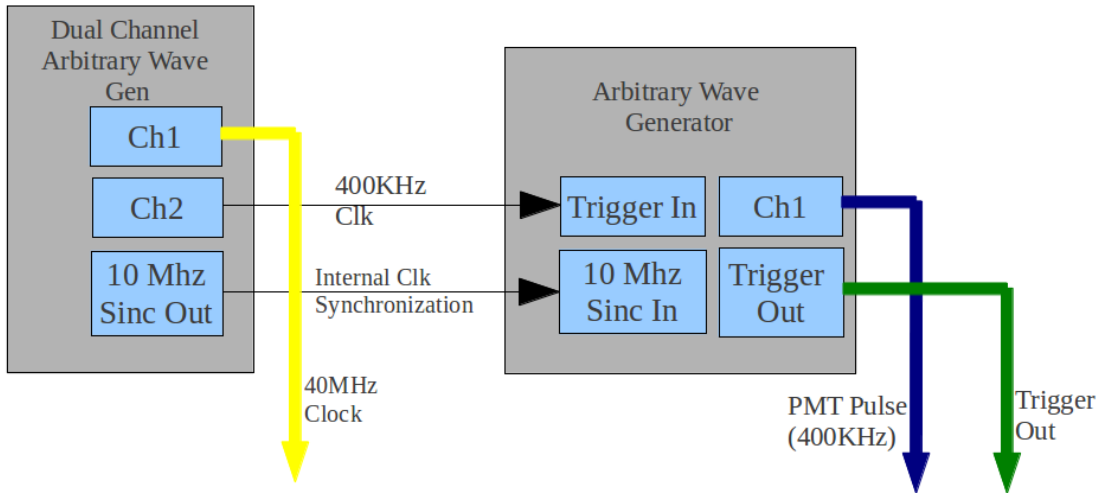 Dual Channel
Arbitrary Wave
Gen
Ch1
Ch2
10 Mhz
Sinc Out
400KHz
Clk
Internal Clk
Synchronization
40MHz
Clock
Arbitrary Wave
Generator
Trigger In
Ch1
10 Mhz
Sinc In
Trigger
Out
PMT Pulse
(400KHz)
Trigger
Out